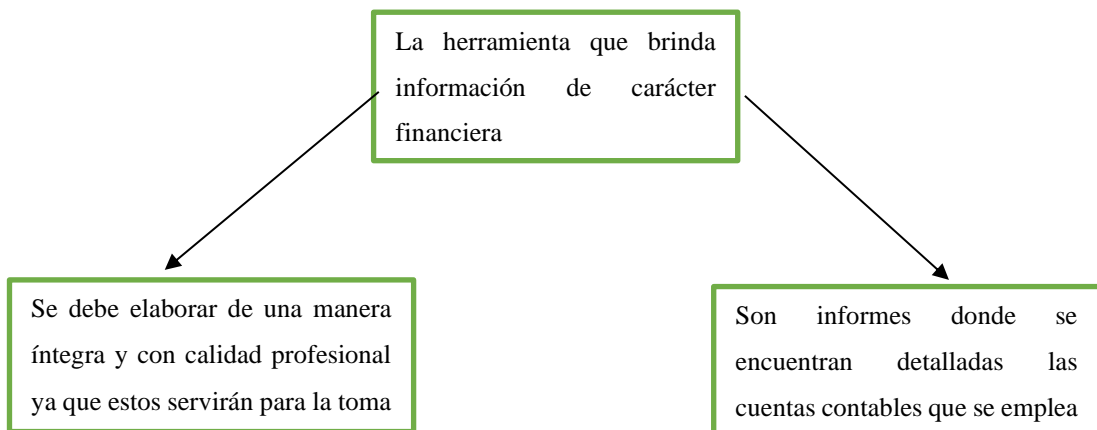 La herramienta que brinda
información de carácter
financiera
Se debe elaborar de una manera
íntegra y con calidad profesional
ya que estos servirán para la toma
Son informes donde se
encuentran detalladas las
cuentas contables que se emplea